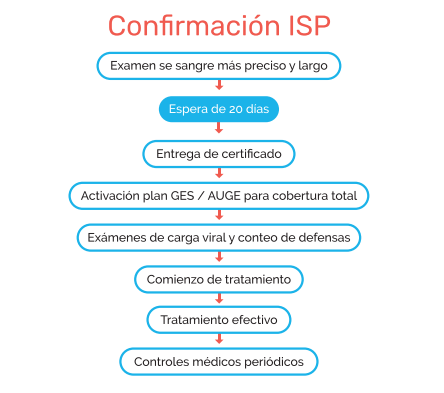 Confirmación ISP
Examen se sangre más preciso y largo
Espera de 20 días
Entrega de certificado
Activación plan GES / AUGE para cobertura total
Exámenes de carga viral y conteo de defensas
Comienzo de tratamiento
Tratamiento efectivo
Controles médicos periódicos